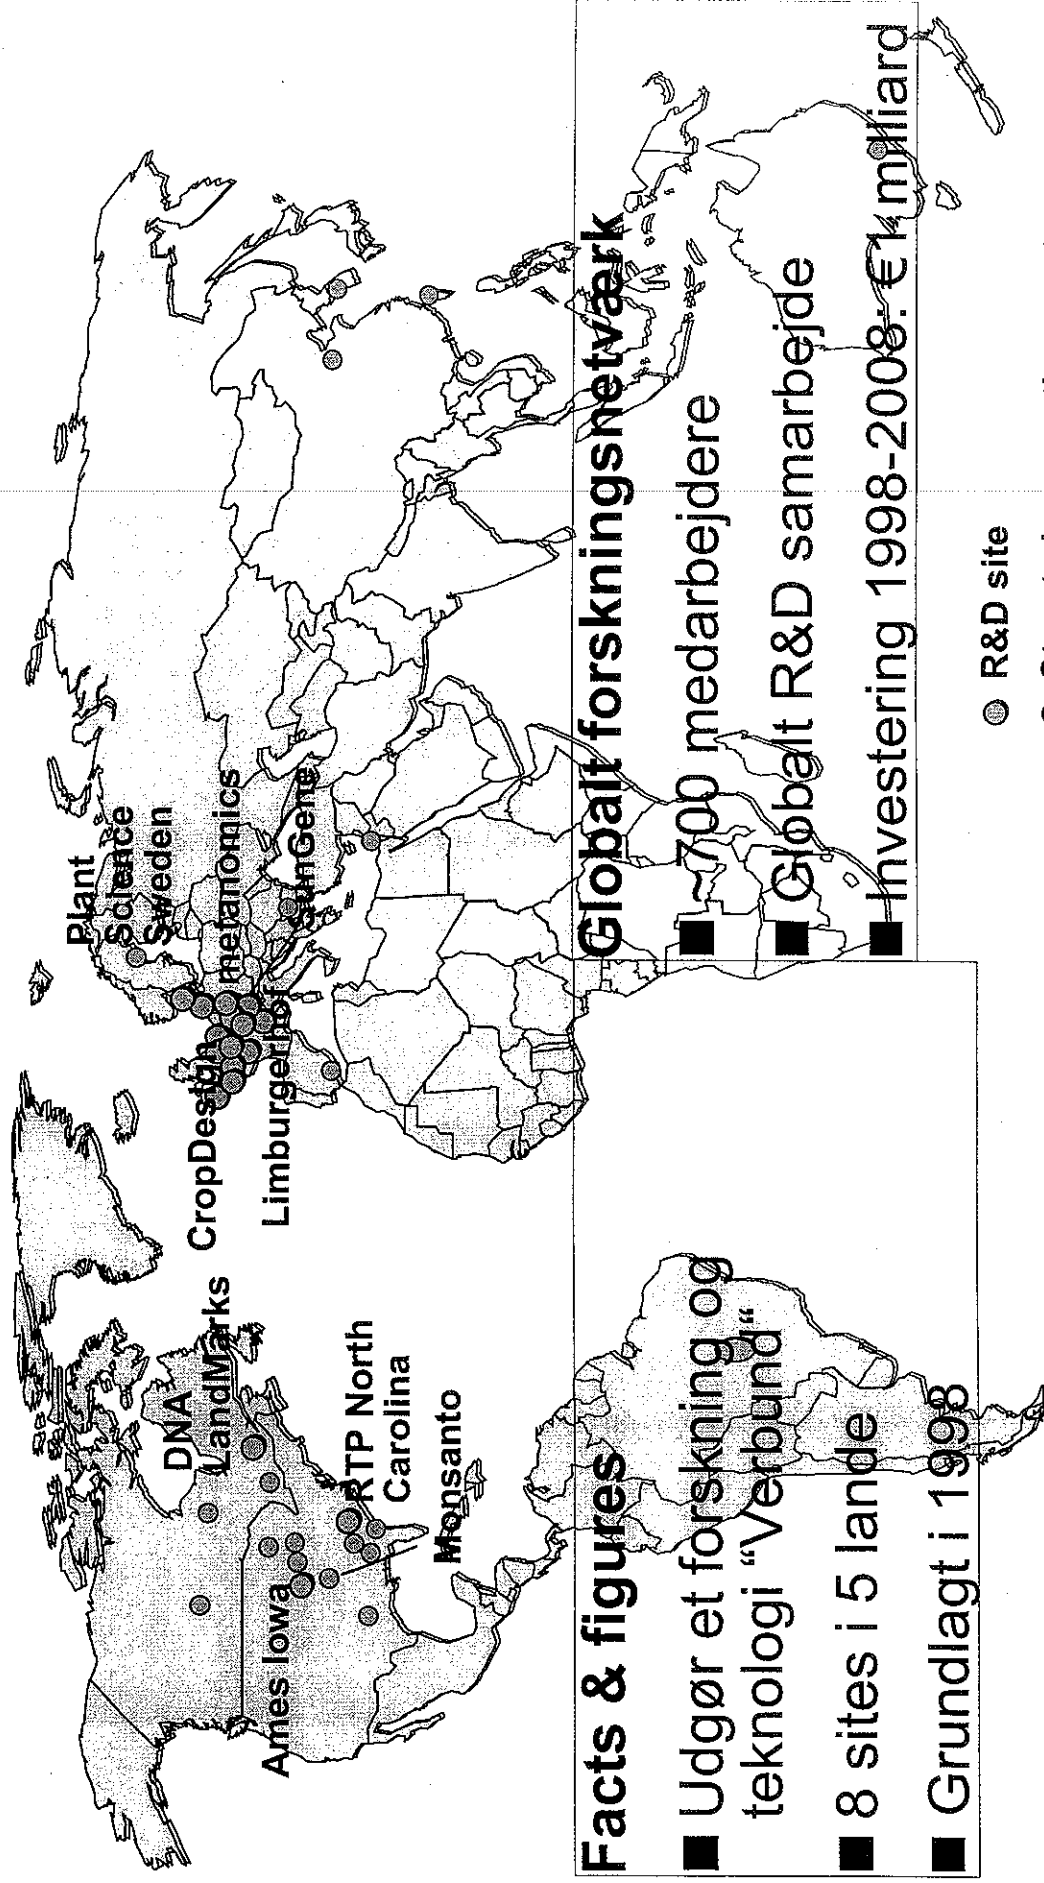 Plant
Science
Sweden
DNA
LandMarks
CropDesign
metanomics
Ames Iowa
Limburgerhof
SunGene
RTP North
Carolina
Monsanto
Facts & figures
■ Udgør et forskning og
teknologi “Verbund“
■ 8 sites i 5 lande
■ Grundlagt i 1998
Globalt forskningsnetværk
■ ~700 medarbejdere
■ Globalt R&D samarbejde
■ Investering 1998-2008: €1 milliard
R&D site